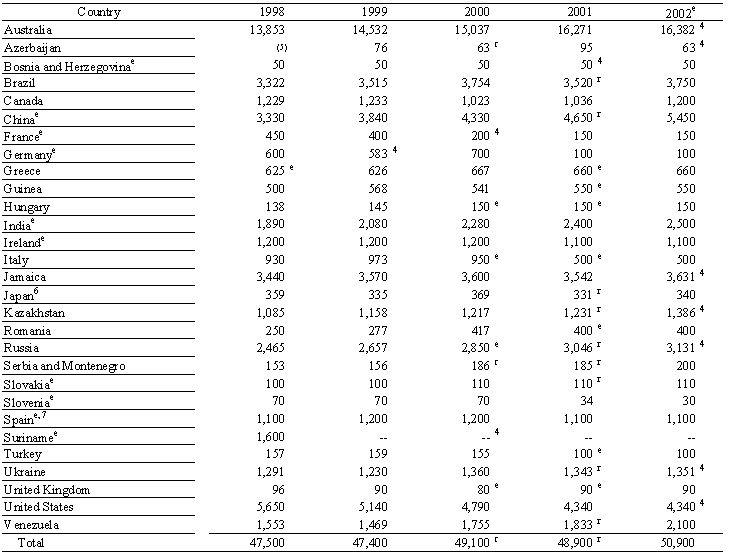 Country 1998 1999 2000 2001 2002e
Australia 13,853 14,532 15,037 16,271 16,382 4
Azerbaijan (5) 76 63 r 95 63 4
Bosnia and Herzegovinae 50 50 50 50 4 50
Brazil 3,322 3,515 3,754 3,520 r 3,750
Canada 1,229 1,233 1,023 1,036 1,200
Chinae 3,330 3,840 4,330 4,650 r 5,450
Francee 450 400 200 4 150 150
Germanye 600 583 4 700 100 100
Greece 625 e 626 667 660 e 660
Guinea 500 568 541 550 e 550
Hungary 138 145 150 e 150 e 150
Indiae 1,890 2,080 2,280 2,400 2,500
Irelande 1,200 1,200 1,200 1,100 1,100
Italy 930 973 950 e 500 e 500
Jamaica 3,440 3,570 3,600 3,542 3,631 4
Japan6 359 335 369 331 r 340
Kazakhstan 1,085 1,158 1,217 1,231 r 1,386 4
Romania 250 277 417 400 e 400
Russia 2,465 2,657 2,850 e 3,046 r 3,131 4
Serbia and Montenegro 153 156 186 r 185 r 200
Slovakiae 100 100 110 110 r 110
Sloveniae 70 70 70 34 30
Spaine, 7 1,100 1,200 1,200 1,100 1,100
Surinamee 1,600 -- -- 4 -- --
Turkey 157 159 155 100 e 100
Ukraine 1,291 1,230 1,360 1,343 r 1,351 4
United Kingdom 96 90 80 e 90 e 90
United States 5,650 5,140 4,790 4,340 4,340 4
Venezuela 1,553 1,469 1,755 1,833 r 2,100
Total 47,500 47,400 49,100 r 48,900 r 50,900